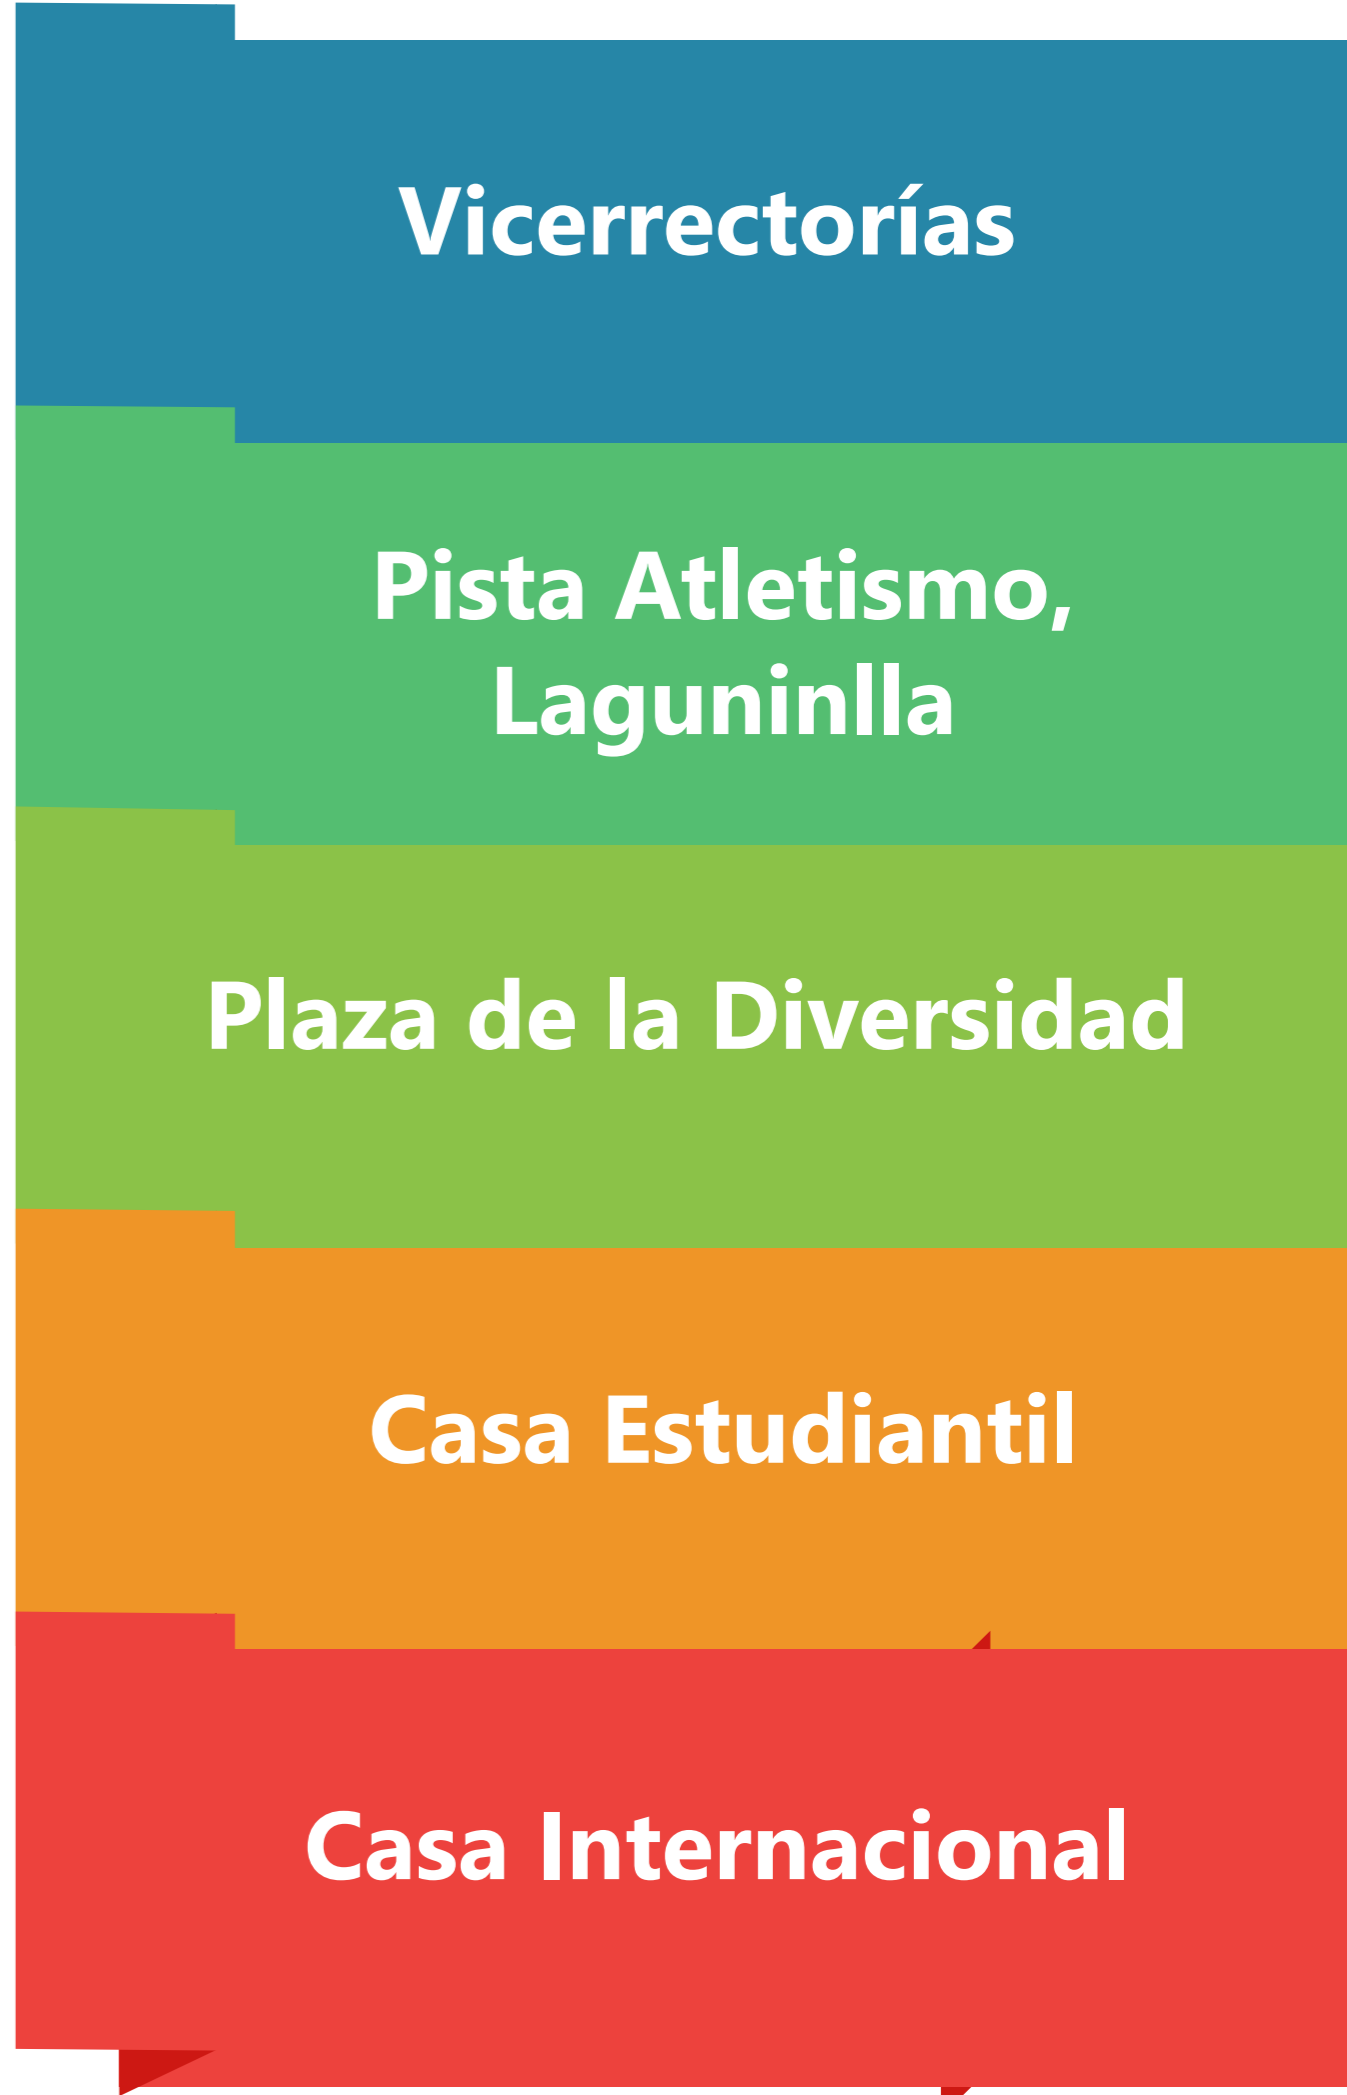 Vicerrectorías
Pista Atletismo,
Laguninlla
Plaza de la Diversidad
Casa Estudiantil
Casa Internacional